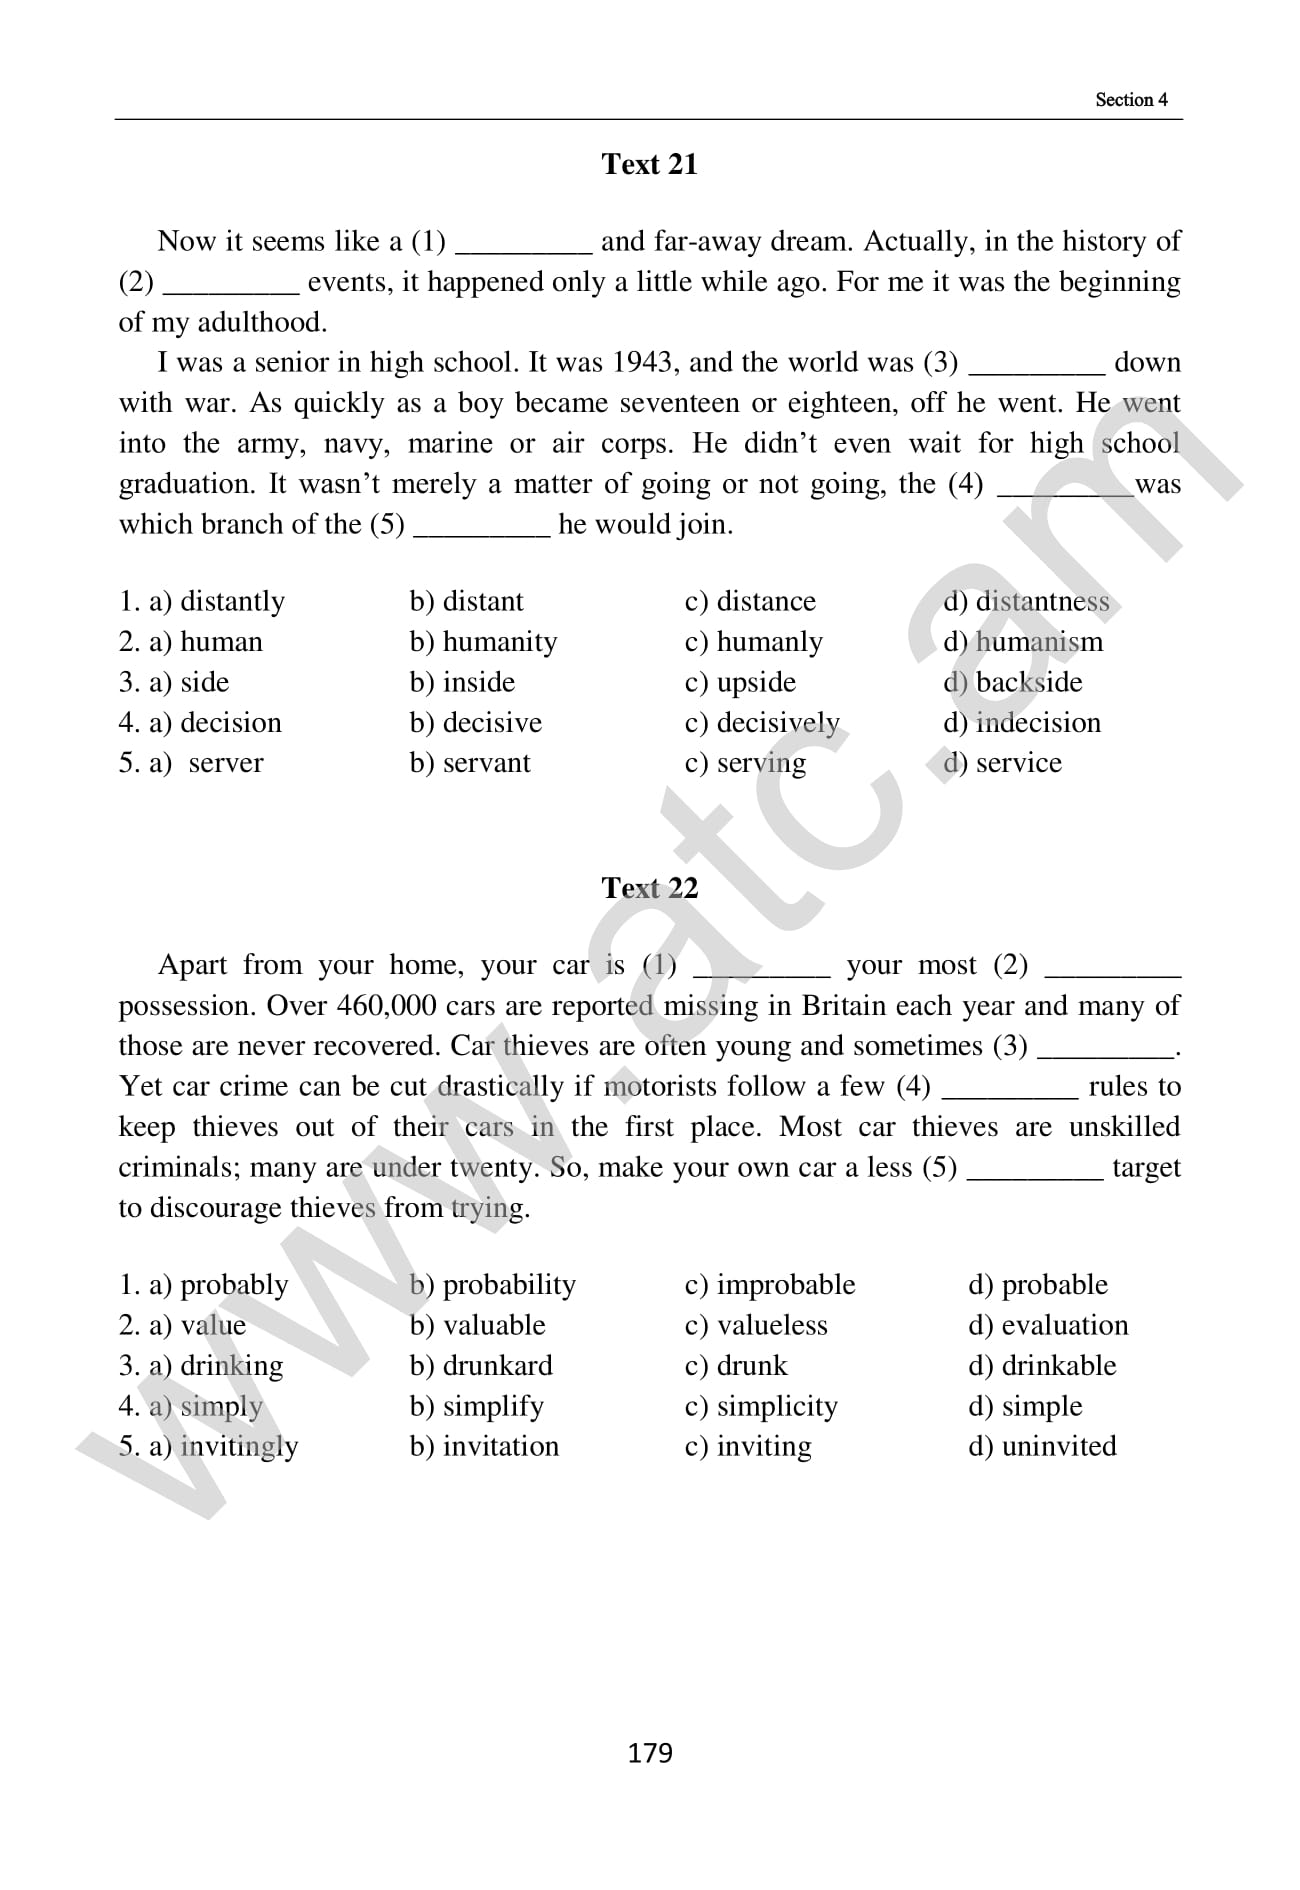 Section 4
Text 21
Now it seems like a (1) _________ and far-away dream. Actually, in the history of
(2) _________ events, it happened only a little while ago. For me it was the beginning
of my adulthood.
I was a senior in high school. It was 1943, and the world was (3) _________ down
with war. As quickly as a boy became seventeen or eighteen, off he went. He went
into the army, navy, marine or air corps. He didn’t even wait for high school
graduation. It wasn’t merely a matter of going or not going, the (4) _________was
which branch of the (5) _________ he would join.
1. a) distantly b) distant c) distance d) distantness
2. a) human b) humanity c) humanly d) humanism
3. a) side b) inside c) upside d) backside
4. a) decision b) decisive c) decisively d) indecision
5. a) server b) servant c) serving d) service
Text 22
Apart from your home, your car is (1) _________ your most (2) _________
possession. Over 460,000 cars are reported missing in Britain each year and many of
those are never recovered. Car thieves are often young and sometimes (3) _________.
Yet car crime can be cut drastically if motorists follow a few (4) _________ rules to
keep thieves out of their cars in the first place. Most car thieves are unskilled
criminals; many are under twenty. So, make your own car a less (5) _________ target
to discourage thieves from trying.
1. a) probably b) probability c) improbable d) probable
2. a) value b) valuable c) valueless d) evaluation
3. a) drinking b) drunkard c) drunk d) drinkable
4. a) simply b) simplify c) simplicity d) simple
5. a) invitingly b) invitation c) inviting d) uninvited
179
www.atc.am